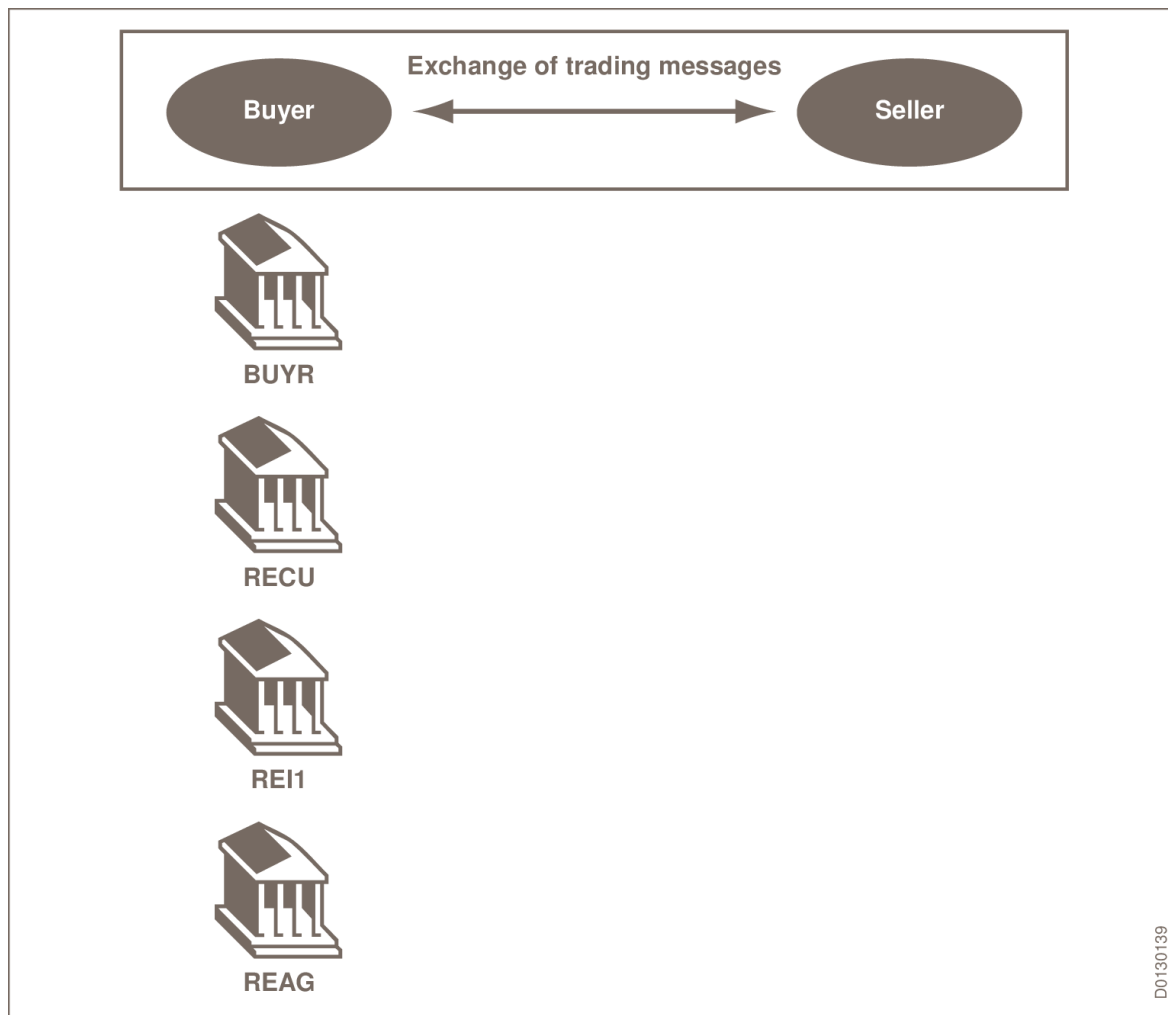 Exchange of trading messages
Buyer
Seller
BUYR
RECU
REI1
REAG
D0130139